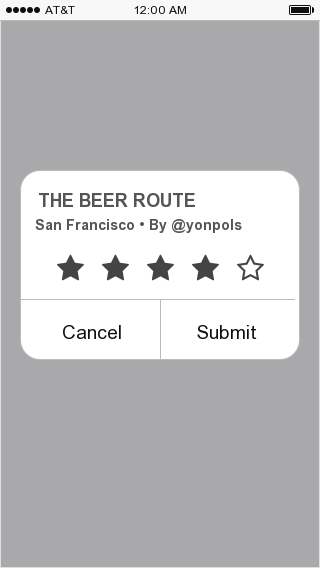 AT&T 12:00 AM
THE BEER ROUTE
San Francisco • By @yonpols
Cancel Submit